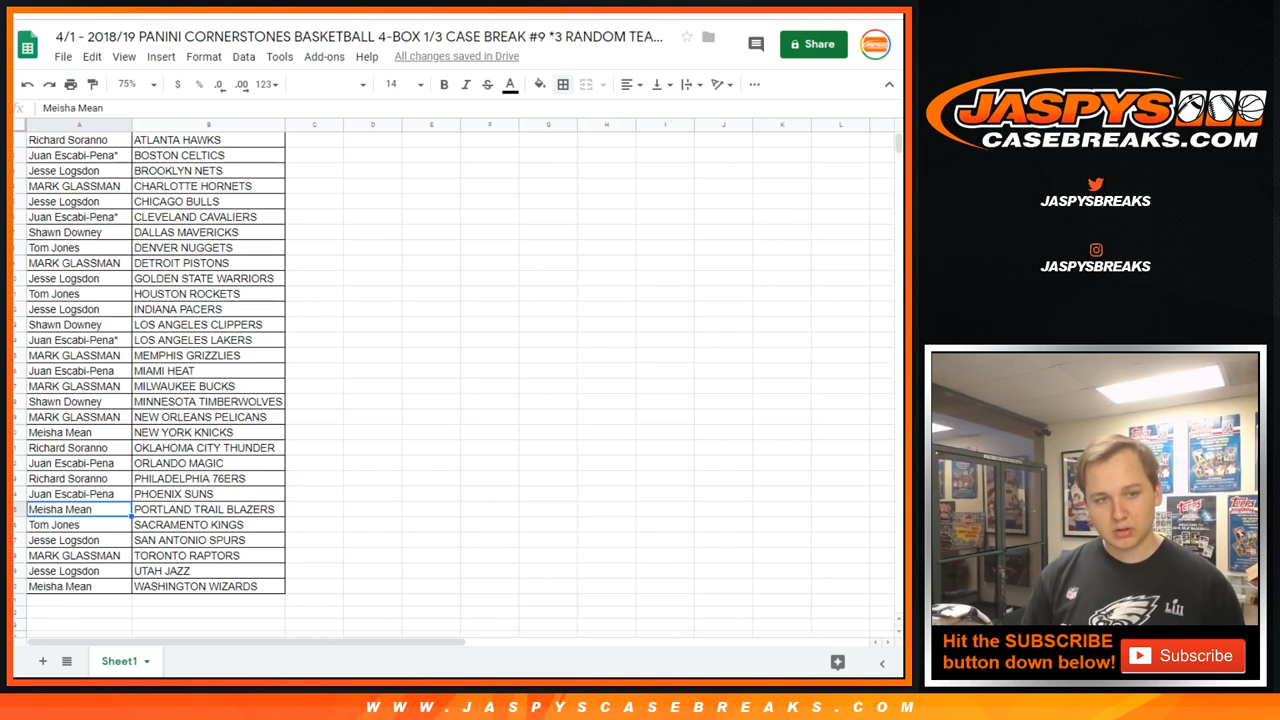 4/1 - 2018/19 PANINI CORNERSTONES BASKETBALL 4-BOX 1/3 CASE BREAK #9 *3 RANDOM TEA...
File Edit View Insert Format Data Tools Add-ons Help All changes saved in Drive
Share
75% $ % .0 .00 123 14 B I S A
fx Meisha Mean
A B C D E F G H I J K L
Richard Soranno ATLANTA HAWKS
Juan Escabi-Pena* BOSTON CELTICS
Jesse Logsdon BROOKLYN NETS
MARK GLASSMAN CHARLOTTE HORNETS
Jesse Logsdon CHICAGO BULLS
Juan Escabi-Pena* CLEVELAND CAVALIERS
Shawn Downey DALLAS MAVERICKS
Tom Jones DENVER NUGGETS
MARK GLASSMAN DETROIT PISTONS
Jesse Logsdon GOLDEN STATE WARRIORS
Tom Jones HOUSTON ROCKETS
Jesse Logsdon INDIANA PACERS
Shawn Downey LOS ANGELES CLIPPERS
Juan Escabi-Pena* LOS ANGELES LAKERS
MARK GLASSMAN MEMPHIS GRIZZLIES
Juan Escabi-Pena MIAMI HEAT
MARK GLASSMAN MILWAUKEE BUCKS
Shawn Downey MINNESOTA TIMBERWOLVES
MARK GLASSMAN NEW ORLEANS PELICANS
Meisha Mean NEW YORK KNICKS
Richard Soranno OKLAHOMA CITY THUNDER
Juan Escabi-Pena ORLANDO MAGIC
Richard Soranno PHILADELPHIA 76ERS
Juan Escabi-Pena PHOENIX SUNS
Meisha Mean PORTLAND TRAIL BLAZERS
Tom Jones SACRAMENTO KINGS
Jesse Logsdon SAN ANTONIO SPURS
MARK GLASSMAN TORONTO RAPTORS
Jesse Logsdon UTAH JAZZ
Meisha Mean WASHINGTON WIZARDS
Sheet1
JASPYS
CASEBREAKS.COM
JASPYSBREAKS
JASPYSBREAKS
Topps
LII
Hit the SUBSCRIBE
button down below!
Subscribe
WWW.JASPYSCASEBREAKS.COM